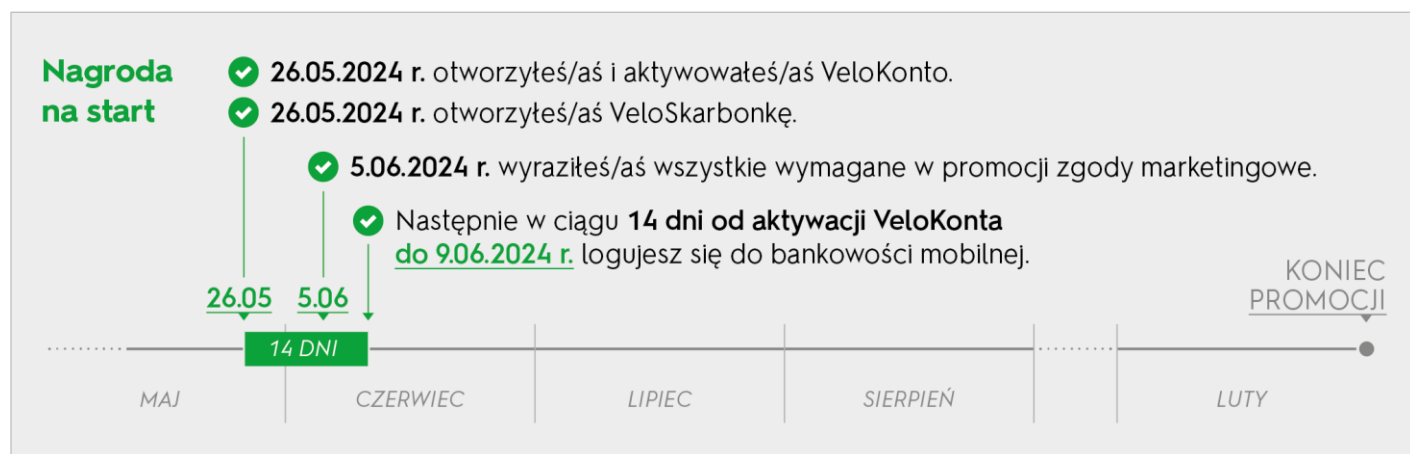 Nagroda
na start
26.05.2024 r. otworzyłeś/aś i aktywowałeś/aś VeloKonto.
26.05.2024 r. otworzyłeś/aś VeloSkarbonkę.
5.06.2024 r. wyraziłeś/aś wszystkie wymagane w promocji zgody marketingowe.
Następnie w ciągu 14 dni od aktywacji VeloKonta
do 9.06.2024 r. logujesz się do bankowości mobilnej.
KONIEC
PROMOCJI
26.05 5.06
14 DNI
MAJ CZERWIEC LIPIEC SIERPIEŃ LUTY